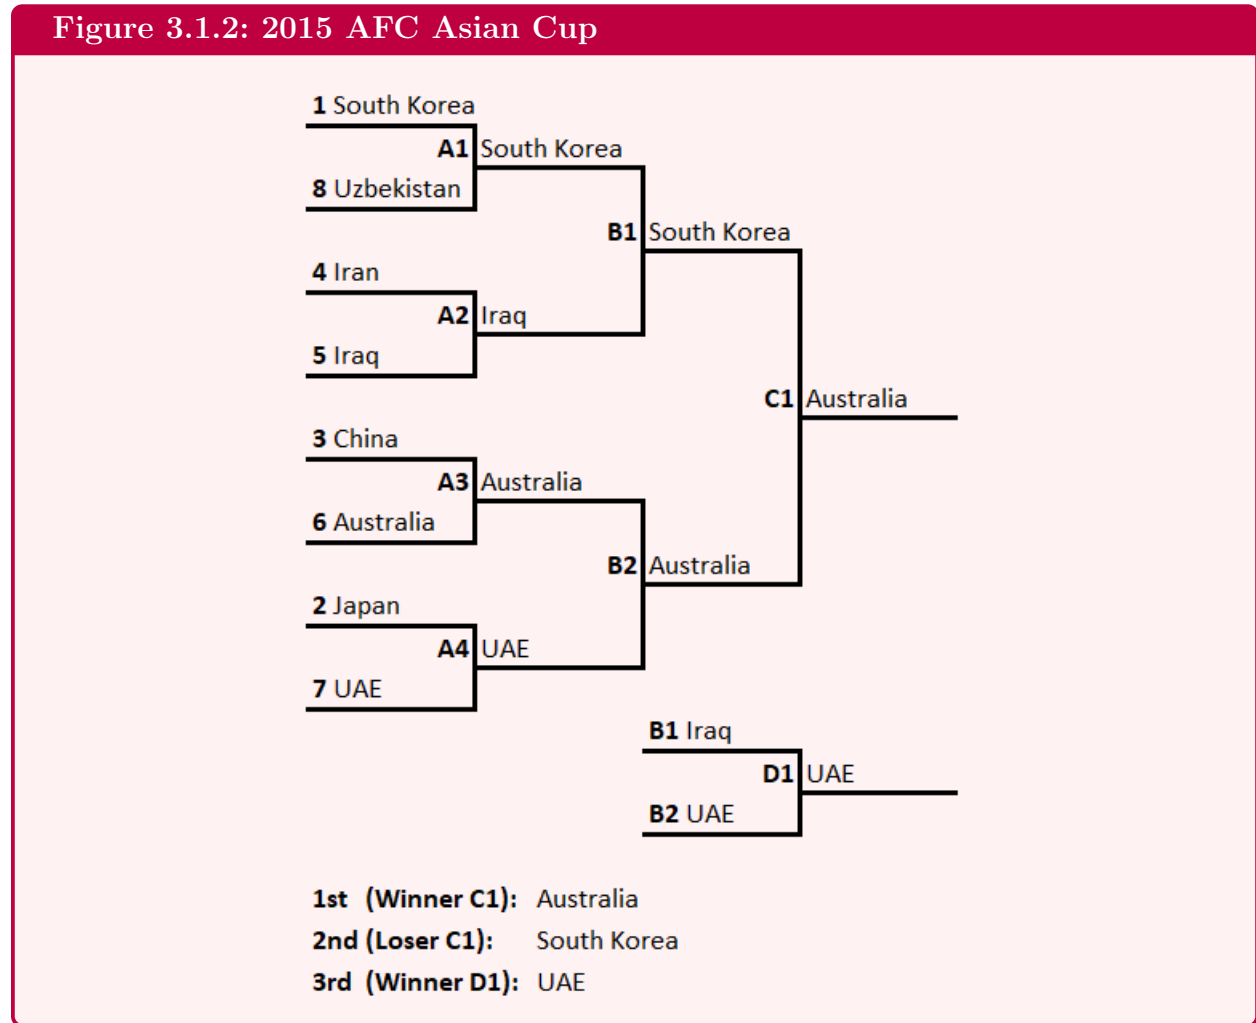 Figure 3.1.2: 2015 AFC Asian Cup
1 South Korea
A1 South Korea
8 Uzbekistan
B1 South Korea
4 Iran
A2 Iraq
5 Iraq
C1 Australia
3 China
A3 Australia
6 Australia
B2 Australia
2 Japan
A4 UAE
7 UAE
B1 Iraq
D1 UAE
B2 UAE
1st (Winner C1): Australia
2nd (Loser C1): South Korea
3rd (Winner D1): UAE